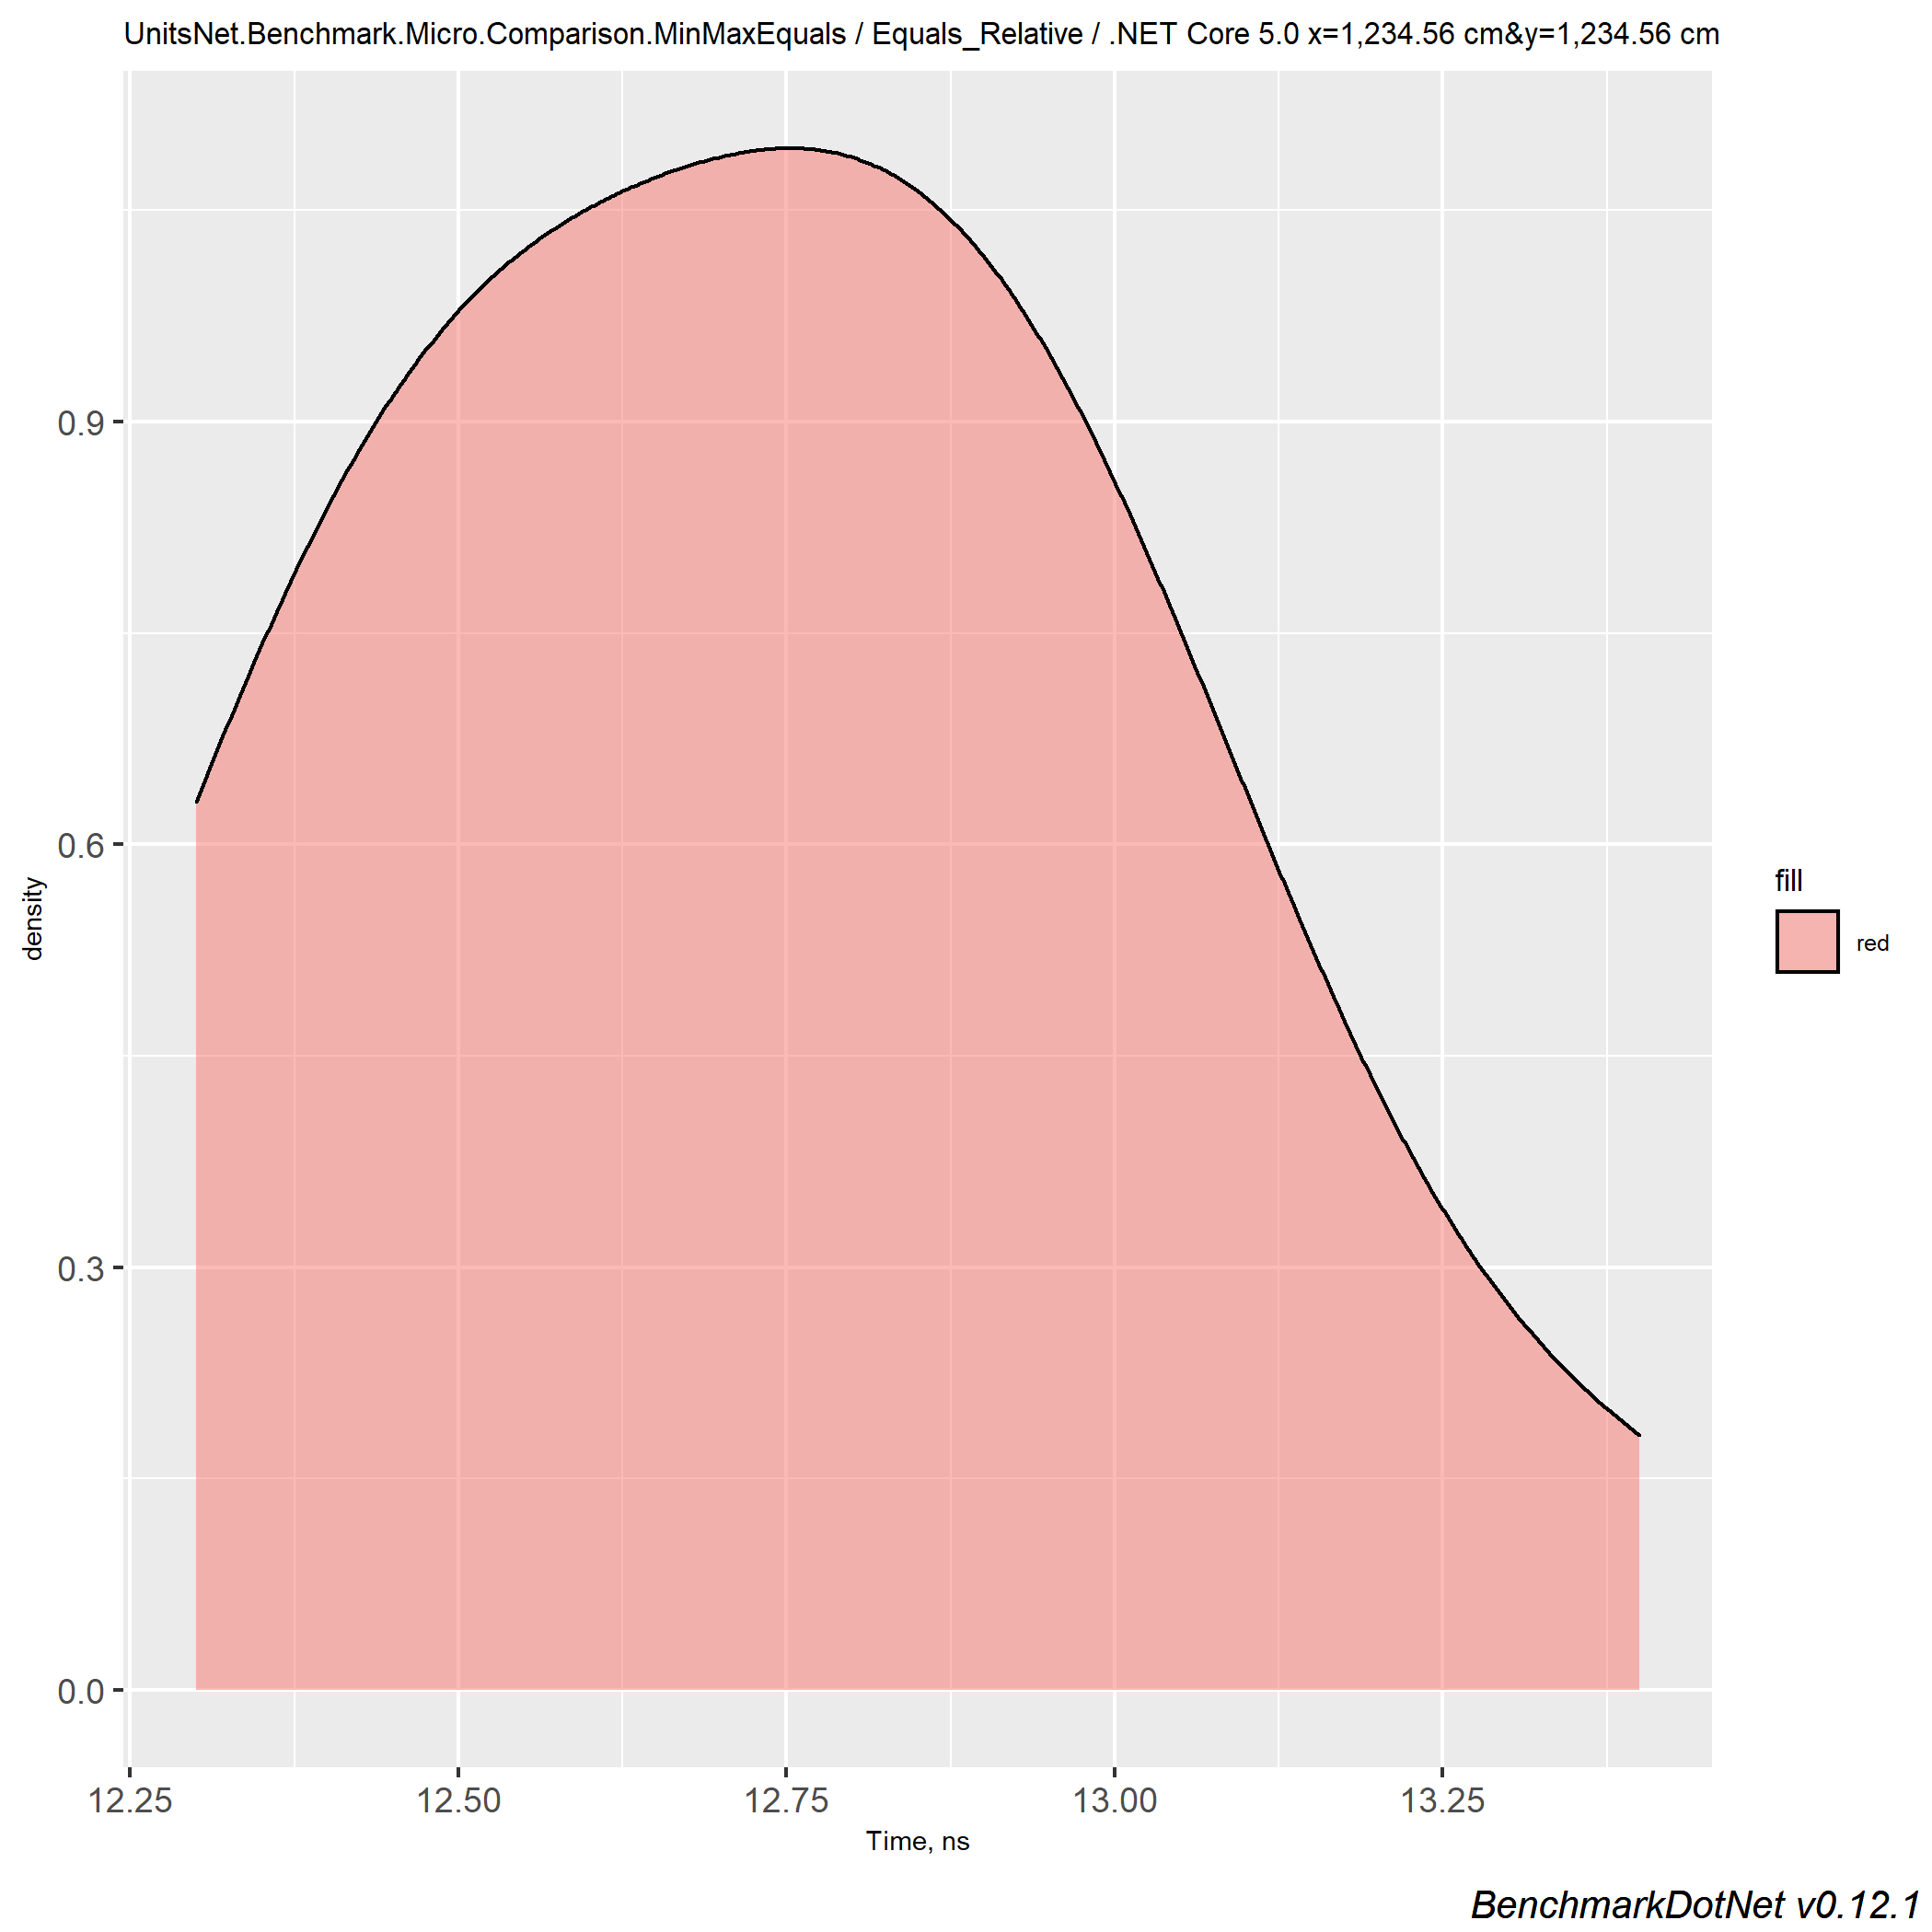 UnitsNet.Benchmark.Micro.Comparison.MinMaxEquals / Equals_Relative / .NET Core 5.0 x=1,234.56 cm&y=1,234.56 cm
0.9
0.6
0.3
0.0
density
12.25 12.50 12.75 13.00 13.25
Time, ns
fill
red
BenchmarkDotNet v0.12.1